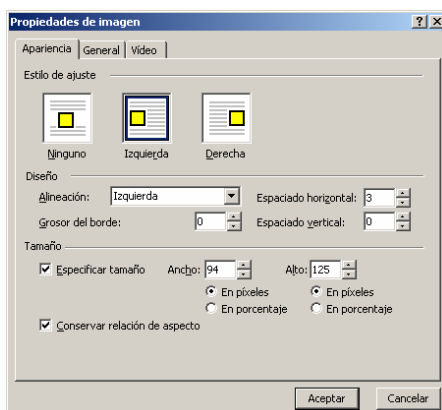 Propiedades de imagen
Apariencia General Vídeo
Estilo de ajuste
Ninguno Izquierda Derecha
Diseño
Alineación: Izquierda Espaciado horizontal: 3
Grosor del borde: 0 Espaciado vertical: 0
Tamaño
Especificar tamaño Ancho: 94 Alto: 125
En píxeles En píxeles
En porcentaje En porcentaje
Conservar relación de aspecto
Aceptar Cancelar